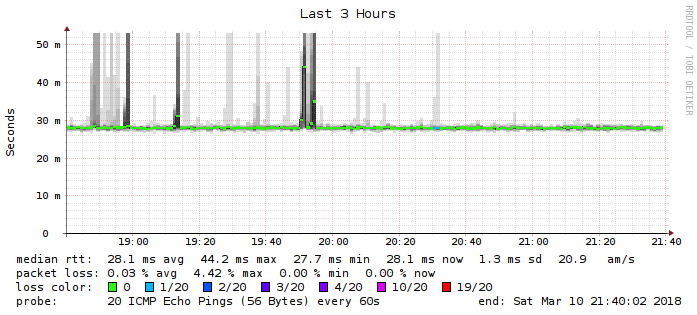 Last 3 Hours
RRDTOOL / TOBI OETIKER
Seconds
50 m
40 m
30 m
20 m
10 m
0
19:00 19:20 19:40 20:00 20:20 20:40 21:00 21:20 21:40
median rtt: 28.1 ms avg 44.2 ms max 27.7 ms min 28.1 ms now 1.3 ms sd 20.9 am/s
packet loss: 0.03 % avg 4.42 % max 0.00 % min 0.00 % now
loss color: 0 1/20 2/20 3/20 4/20 10/20 19/20
probe: 20 ICMP Echo Pings (56 Bytes) every 60s end: Sat Mar 10 21:40:02 2018